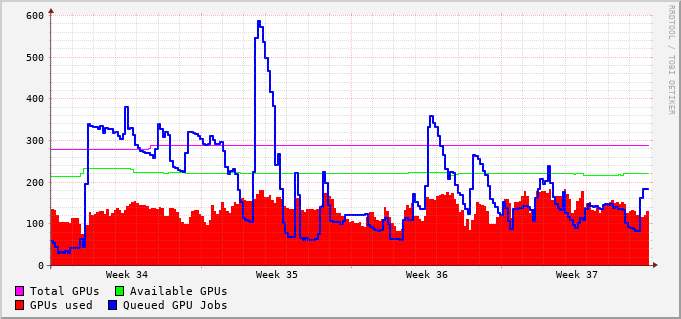 600
500
400
300
200
100
0
Week 34 Week 35 Week 36 Week 37
Total GPUs Available GPUs
GPUs used Queued GPU Jobs
RRDTOOL / TOBI OETIKER